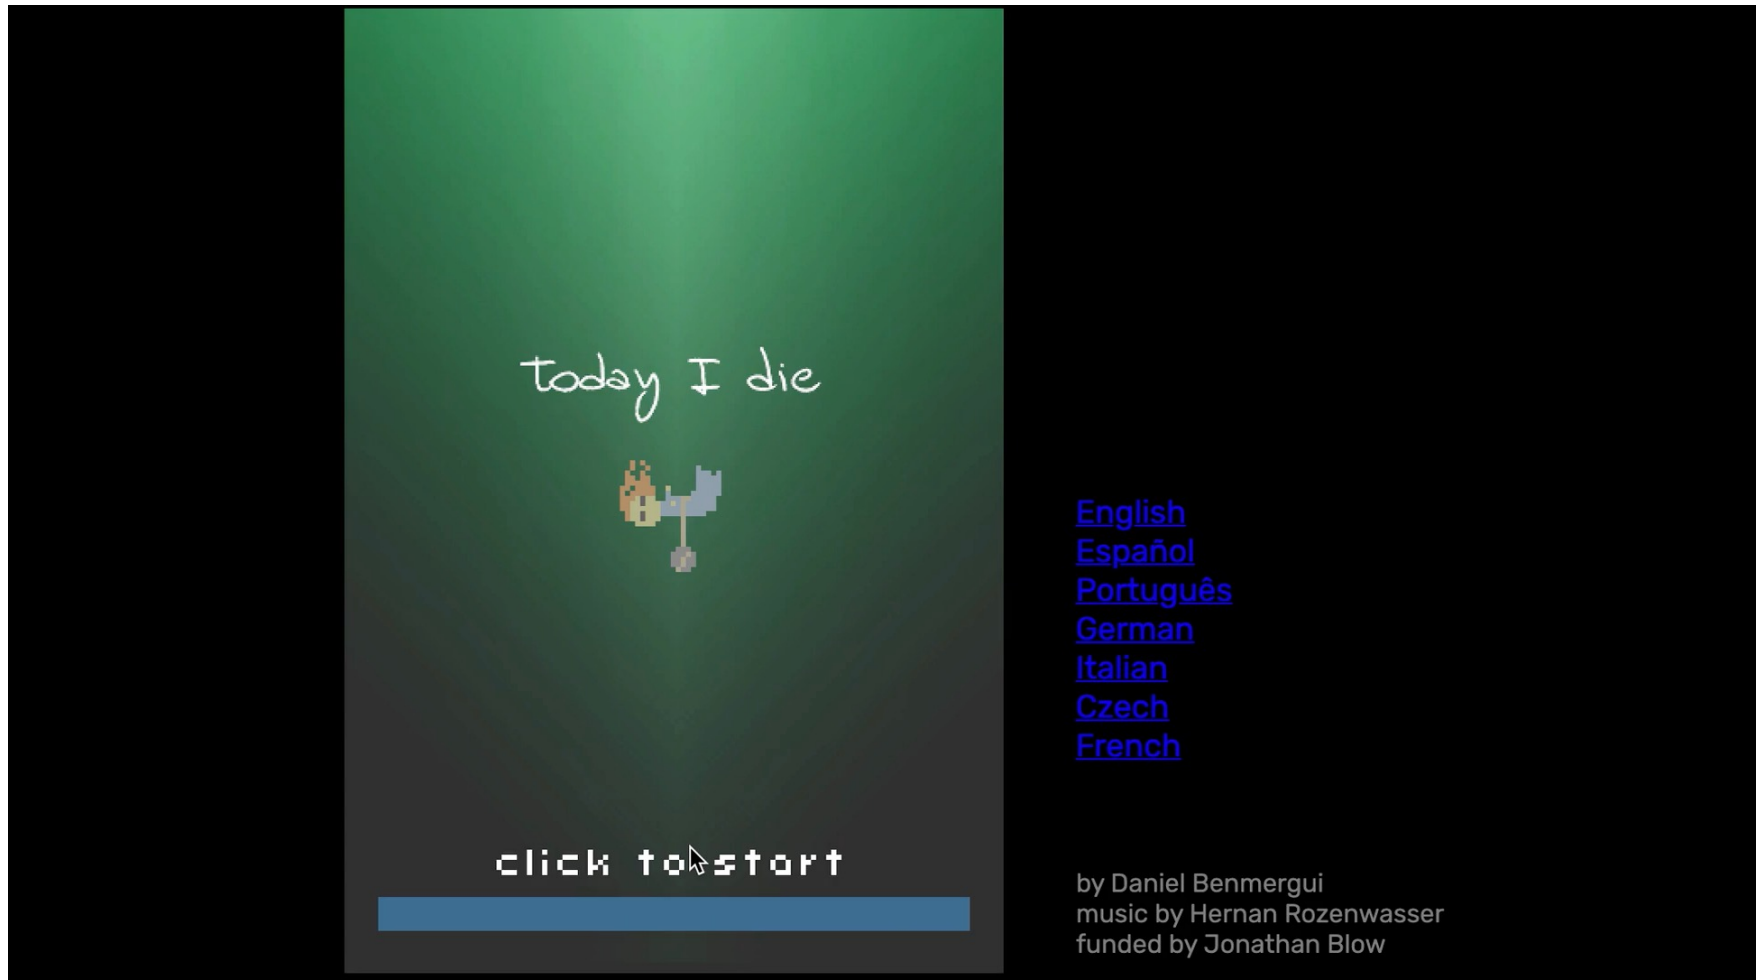 today I die
click to start
English
Español
Português
German
Italian
Czech
French
by Daniel Benmergui
music by Hernan Rozenwasser
funded by Jonathan Blow